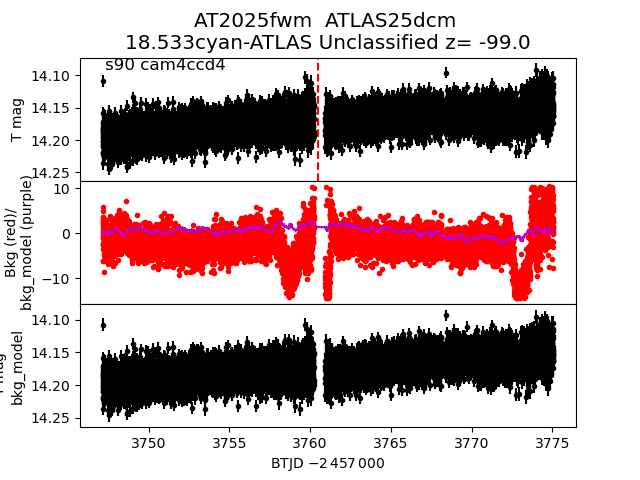 AT2025fwm ATLAS25dcm
18.533cyan-ATLAS Unclassified z= -99.0
s90 cam4ccd4
T mag
14.10
14.15
14.20
14.25
Bkg (red)/
bkg_model (purple)
10
0
−10
bkg_model
14.10
14.15
14.20
14.25
3750
3755
3760
3765
3770
3775
BTJD −2 457 000